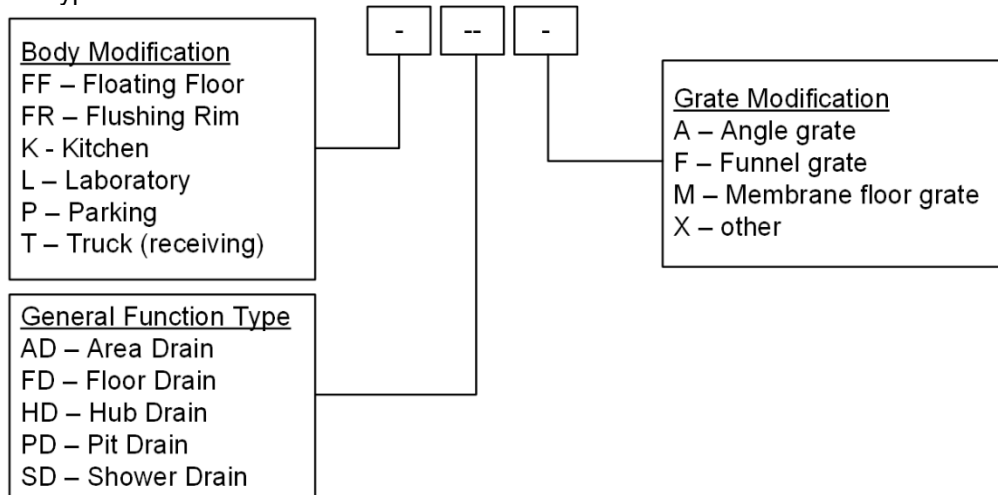 - -- -
Body Modification
FF – Floating Floor
FR – Flushing Rim
K - Kitchen
L – Laboratory
P – Parking
T – Truck (receiving)
Grate Modification
A – Angle grate
F – Funnel grate
M – Membrane floor grate
X – other
General Function Type
AD – Area Drain
FD – Floor Drain
HD – Hub Drain
PD – Pit Drain
SD – Shower Drain